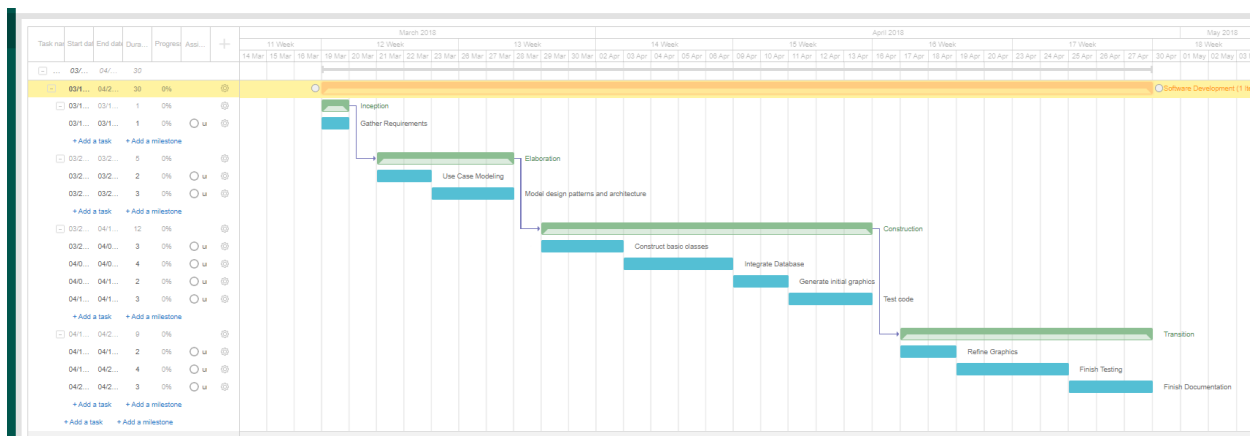 March 2018 April 2018 May 2018
Task nar Start dat End date Dura... Progres Assi...
11 Week 12 Week 13 Week 14 Week 15 Week 16 Week 17 Week 18 Week
14 Mar 15 Mar 16 Mar 19 Mar 20 Mar 21 Mar 22 Mar 23 Mar 26 Mar 27 Mar 28 Mar 29 Mar 30 Mar 02 Apr 03 Apr 04 Apr 05 Apr 06 Apr 09 Apr 10 Apr 11 Apr 12 Apr 13 Apr 16 Apr 17 Apr 18 Apr 19 Apr 20 Apr 23 Apr 24 Apr 25 Apr 26 Apr 27 Apr 30 Apr 01 May 02 May 03
... 03/... 04/... 30
03/1... 04/2... 30 0% Software Development (1 It
03/1... 03/1... 1 0% Inception
03/1... 03/1... 1 0% u Gather Requirements
+ Add a task + Add a milestone
03/2... 03/2... 6 0% Elaboration
03/2... 03/2... 2 0% u Use Case Modeling
03/2... 03/2... 3 0% u Model design patterns and architecture
+ Add a task + Add a milestone
03/2... 04/1... 12 0% Construction
03/2... 04/0... 3 0% u Construct basic classes
04/0... 04/0... 4 0% u Integrate Database
04/0... 04/1... 2 0% u Generate initial graphics
04/1... 04/1... 3 0% u Test code
+ Add a task + Add a milestone
04/1... 04/2... 9 0% Transition
04/1... 04/1... 2 0% u Refine Graphics
04/1... 04/2... 4 0% u Finish Testing
04/2... 04/2... 3 0% u Finish Documentation
+ Add a task + Add a milestone
+ Add a task + Add a milestone